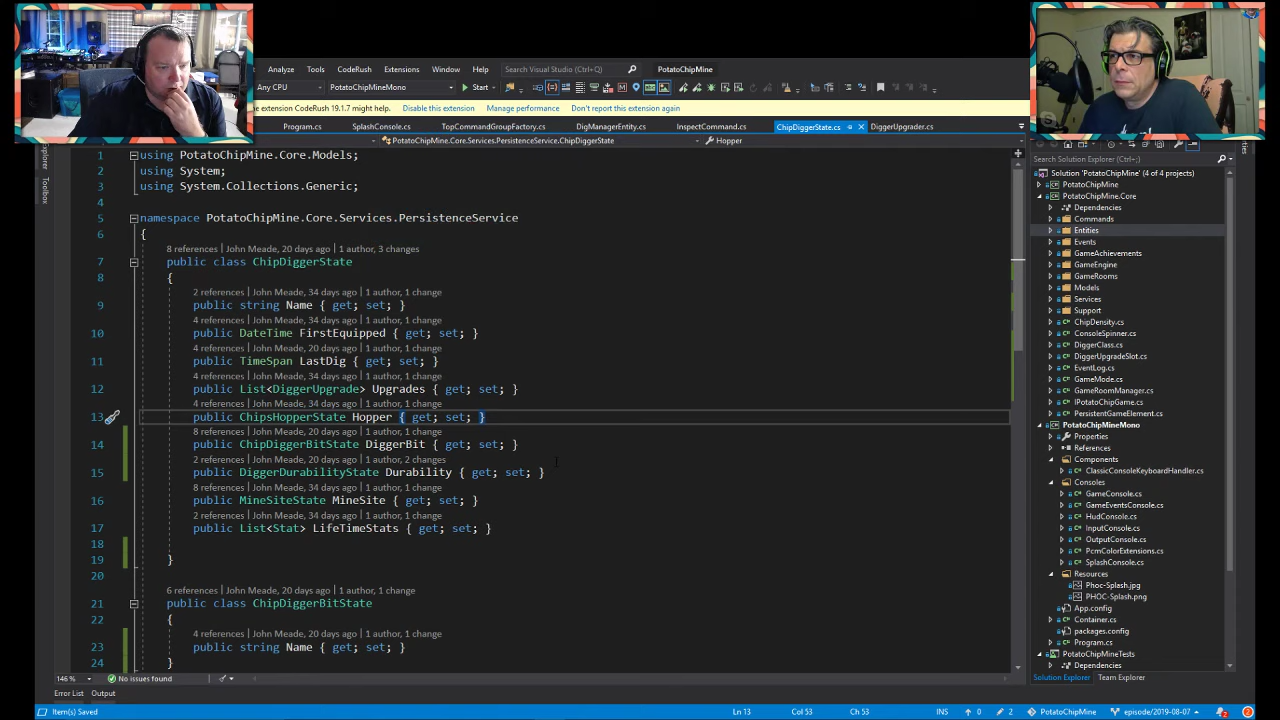 Analyze Tools CodeRush Extensions Window Help Search Visual Studio (Ctrl+Q) PotatoChipMine
Any CPU PotatoChipMineMono Start
he extension CodeRush 19.1.7 might help. Disable this extension Manage performance Don't report this extension again
Program.cs SplashConsole.cs TopCommandGroupFactory.cs DigManagerEntity.cs InspectCommand.cs ChipDiggerState.cs DiggerUpgrader.cs
PotatoChipMine.Core.Services.PersistenceService.ChipDiggerState Hopper
Explorer
Toolbox
1 using PotatoChipMine.Core.Models;
2 using System;
3 using System.Collections.Generic;
4
5 namespace PotatoChipMine.Core.Services.PersistenceService
6 {
8 references | John Meade, 20 days ago | 1 author, 3 changes
7 public class ChipDiggerState
8 {
2 references | John Meade, 34 days ago | 1 author, 1 change
9 public string Name { get; set; }
4 references | John Meade, 34 days ago | 1 author, 1 change
10 public DateTime FirstEquipped { get; set; }
4 references | John Meade, 20 days ago | 1 author, 1 change
11 public TimeSpan LastDig { get; set; }
4 references | John Meade, 34 days ago | 1 author, 1 change
12 public List<DiggerUpgrade> Upgrades { get; set; }
4 references | John Meade, 34 days ago | 1 author, 1 change
13 public ChipsHopperState Hopper { get; set; }
8 references | John Meade, 20 days ago | 1 author, 1 change
14 public ChipDiggerBitState DiggerBit { get; set; }
2 references | John Meade, 20 days ago | 1 author, 2 changes
15 public DiggerDurabilityState Durability { get; set; }
8 references | John Meade, 34 days ago | 1 author, 1 change
16 public MineSiteState MineSite { get; set; }
2 references | John Meade, 34 days ago | 1 author, 1 change
17 public List<Stat> LifeTimeStats { get; set; }
18
19 }
20
6 references | John Meade, 20 days ago | 1 author, 1 change
21 public class ChipDiggerBitState
22 {
4 references | John Meade, 20 days ago | 1 author, 1 change
23 public string Name { get; set; }
24 }
146 % No issues found
Error List Output
Item(s) Saved Ln 13 Col 53 Ch 53 INS 0 2 PotatoChipMine episode/2019-08-07 2
Search Solution Explorer (Ctrl+;)
Solution 'PotatoChipMine' (4 of 4 projects)
PotatoChipMine
PotatoChipMine.Core
Dependencies
Commands
Entities
Events
GameAchievements
GameEngine
GameRooms
Models
Services
Support
ChipDensity.cs
ConsoleSpinner.cs
DiggerClass.cs
DiggerUpgradeSlot.cs
EventLog.cs
GameMode.cs
GameRoomManager.cs
IPotatoChipGame.cs
PersistentGameElement.cs
PotatoChipMineMono
Properties
References
Components
ClassicConsoleKeyboardHandler.cs
Consoles
GameConsole.cs
GameEventsConsole.cs
HudConsole.cs
InputConsole.cs
OutputConsole.cs
PcmColorExtensions.cs
SplashConsole.cs
Resources
Phoc-Splash.jpg
PHOC-Splash.png
App.config
Container.cs
packages.config
Program.cs
PotatoChipMineTests
Dependencies
Solution Explorer Team Explorer